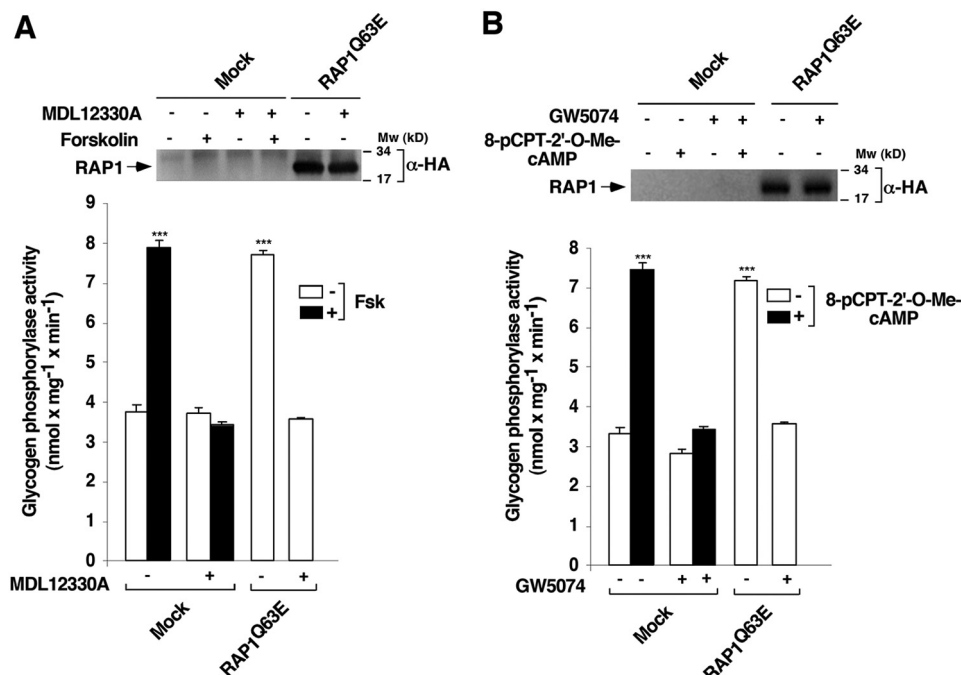 A
Mock
RAP1Q63E
MDL12330A - - + + - +
Forskolin - + - + - -
Mw (kD)
RAP1
34
17
α-HA
Glycogen phosphorylase activity
(nmol x mg-1 x min-1)
9
8
7
6
5
4
3
2
1
0
***
***
-
+
Fsk
MDL12330A - + - +
Mock
RAP1Q63E
B
Mock
RAP1Q63E
GW5074 - - + + - +
8-pCPT-2'-O-Me-
cAMP - + - + - -
Mw (kD)
RAP1
34
17
α-HA
Glycogen phosphorylase activity
(nmol x mg-1 x min-1)
8
7
6
5
4
3
2
1
0
***
***
-
+
8-pCPT-2'-O-Me-
cAMP
GW5074 - - + + - +
Mock
RAP1Q63E